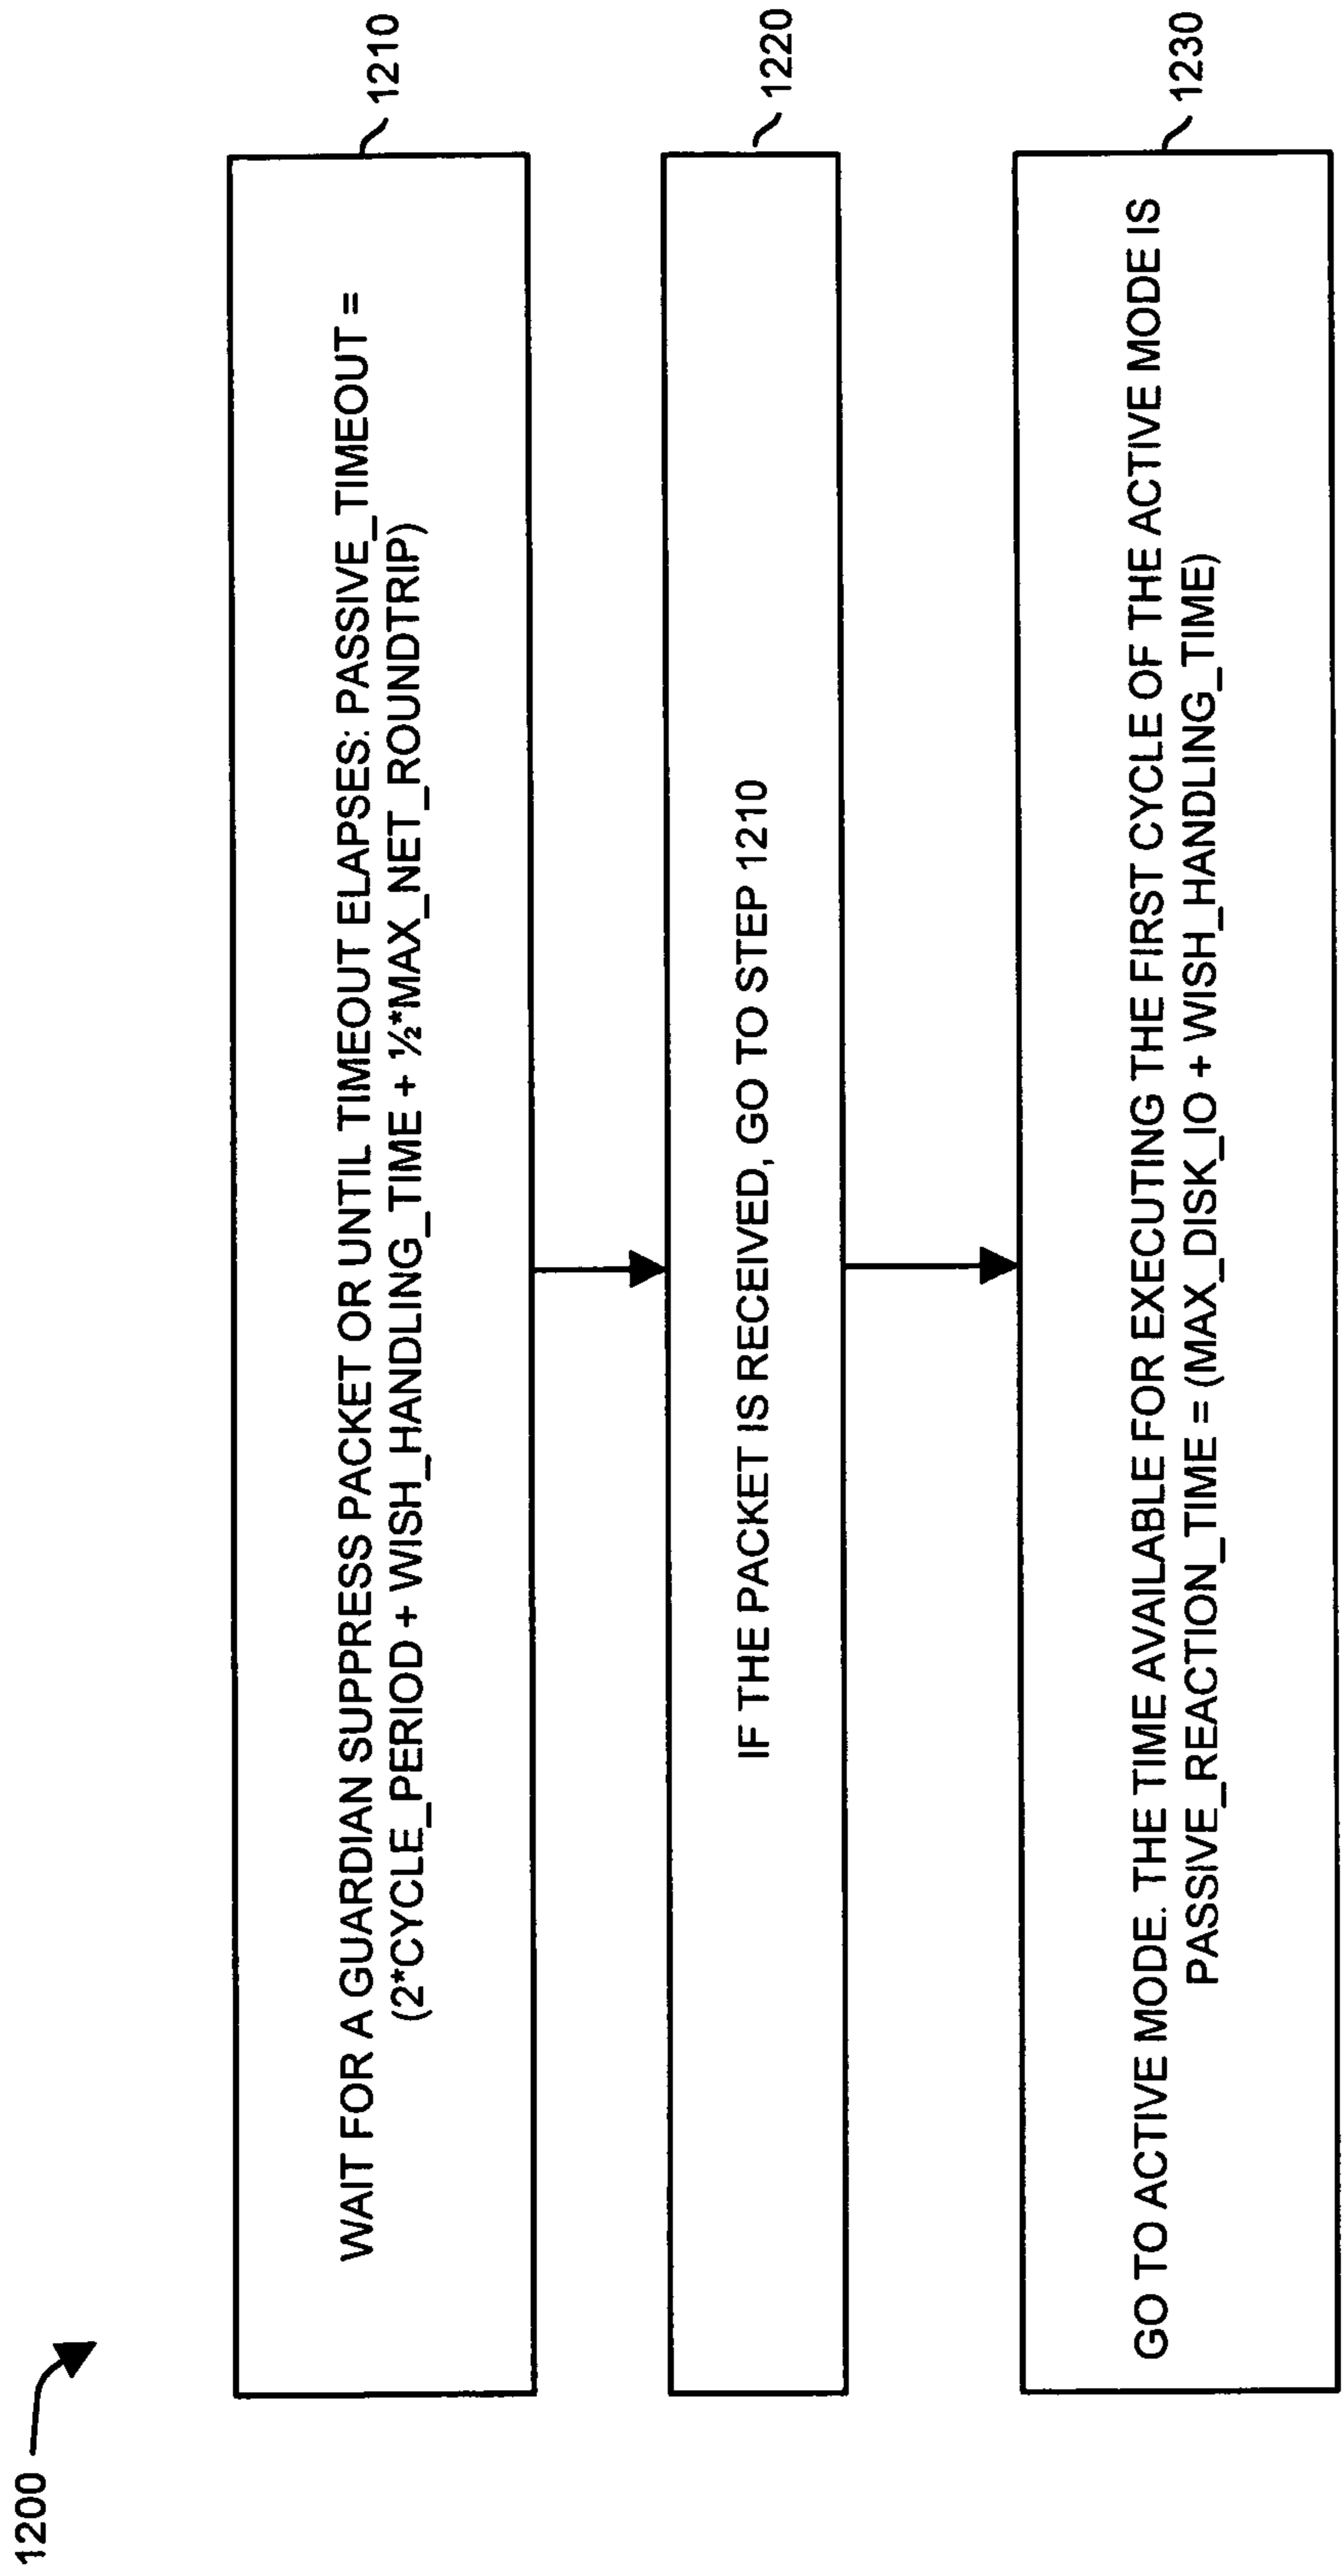 1200
WAIT FOR A GUARDIAN SUPPRESS PACKET OR UNTIL TIMEOUT ELAPSES: PASSIVE_TIMEOUT =
(2*CYCLE_PERIOD + WISH_HANDLING_TIME + ½*MAX_NET_ROUNDTRIP)
1210
IF THE PACKET IS RECEIVED, GO TO STEP 1210
1220
GO TO ACTIVE MODE. THE TIME AVAILABLE FOR EXECUTING THE FIRST CYCLE OF THE ACTIVE MODE IS
PASSIVE_REACTION_TIME = (MAX_DISK_IO + WISH_HANDLING_TIME)
1230